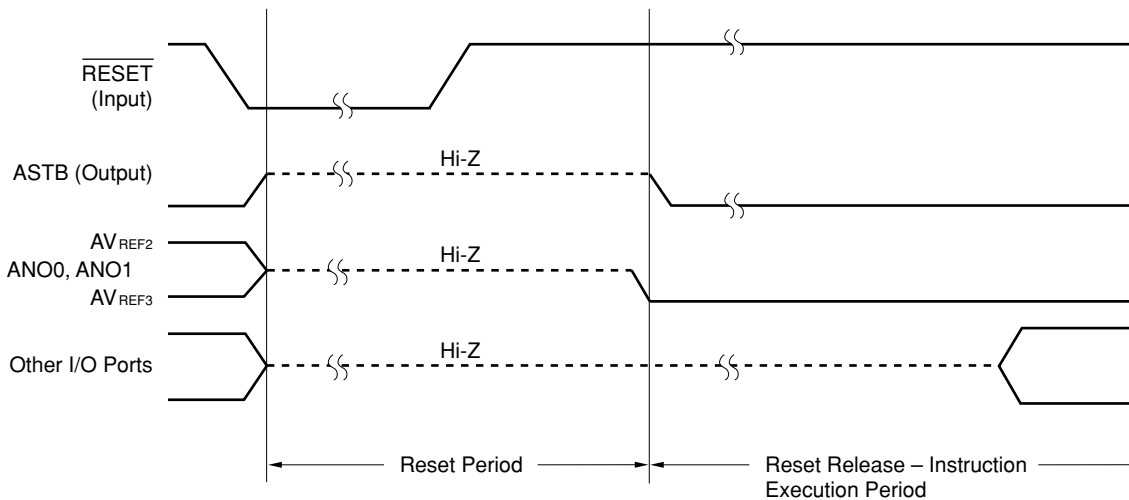 RESET
(Input)
Hi-Z
ASTB (Output)
AVREF2
Hi-Z
ANO0, ANO1
AVREF3
Hi-Z
Other I/O Ports
Reset Period
Reset Release – Instruction
Execution Period